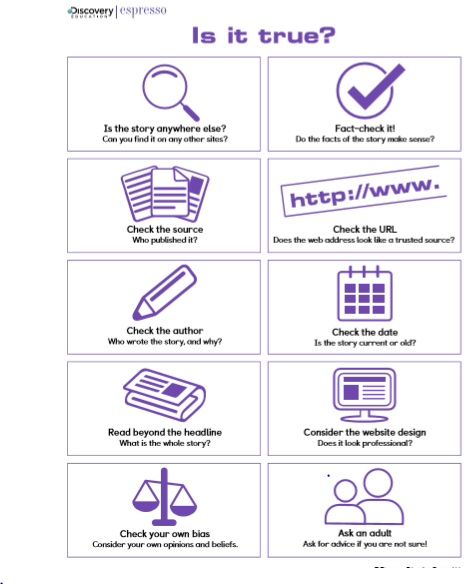 Discovery EDUCATION | espresso
Is it true?
Is the story anywhere else?
Can you find it on any other sites?
Fact-check it!
Do the facts of the story make sense?
Check the source
Who published it?
http://www.
Check the URL
Does the web address look like a trusted source?
Check the author
Who wrote the story, and why?
Check the date
Is the story current or old?
Read beyond the headline
What is the whole story?
Consider the website design
Does it look professional?
Check your own bias
Consider your own opinions and beliefs.
Ask an adult
Ask for advice if you are not sure!